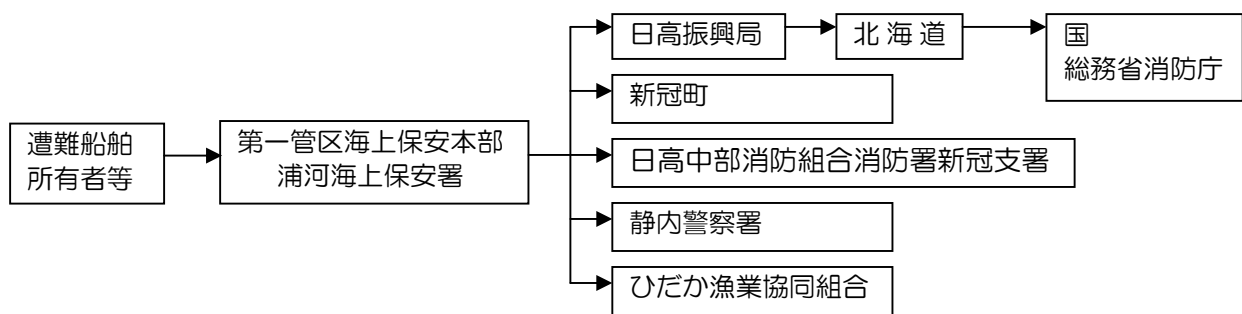 遭難船舶
所有者等
第一管区海上保安本部
浦河海上保安署
日高振興局
北 海 道
国
総務省消防庁
新冠町
日高中部消防組合消防署新冠支署
静内警察署
ひだか漁業協同組合